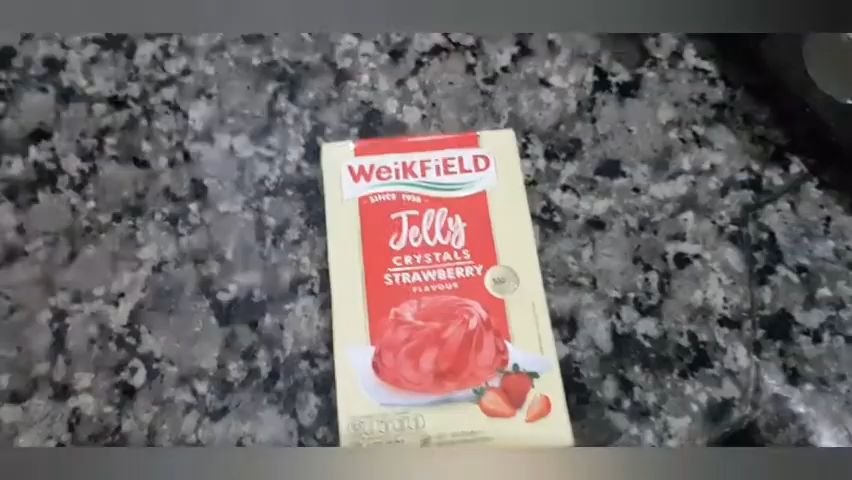 WeiKFiELD
SINCE 1956
Jelly
CRYSTALS
STRAWBERRY
FLAVOUR